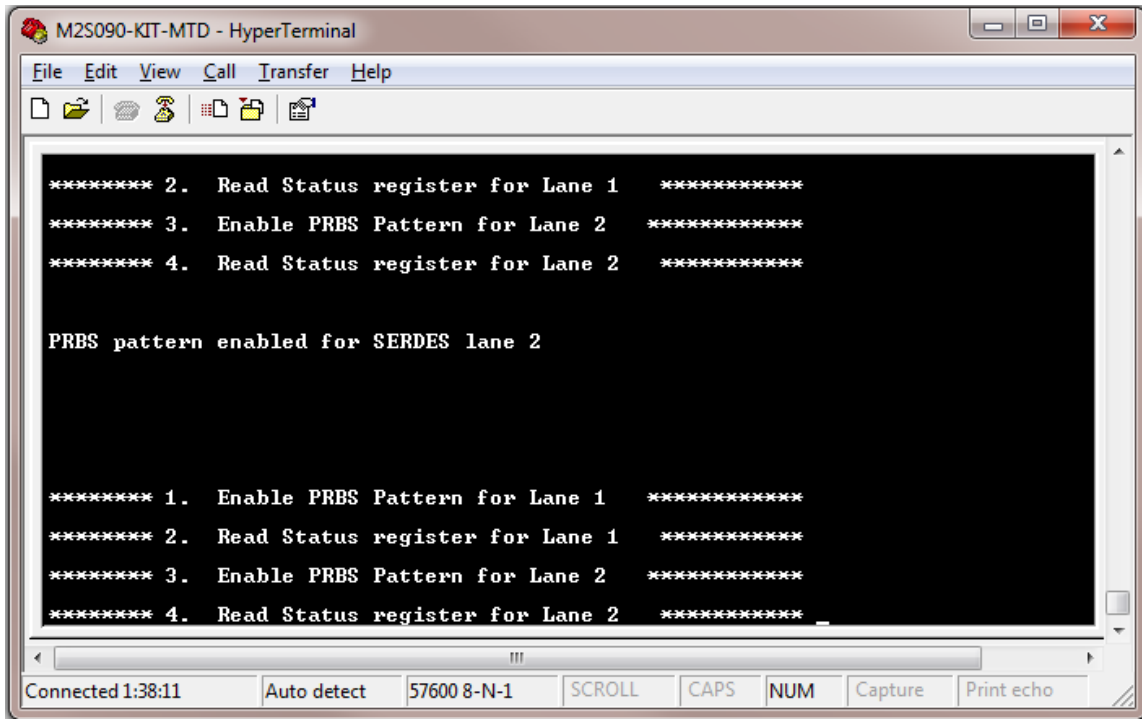 M2S090-KIT-MTD - HyperTerminal
File Edit View Call Transfer Help
******** 2. Read Status register for Lane 1 ***********
******** 3. Enable PRBS Pattern for Lane 2 ************
******** 4. Read Status register for Lane 2 ***********
PRBS pattern enabled for SERDES lane 2
******** 1. Enable PRBS Pattern for Lane 1 ************
******** 2. Read Status register for Lane 1 ***********
******** 3. Enable PRBS Pattern for Lane 2 ************
******** 4. Read Status register for Lane 2 *********** _
Connected 1:38:11 Auto detect 57600 8-N-1 SCROLL CAPS NUM Capture Print echo